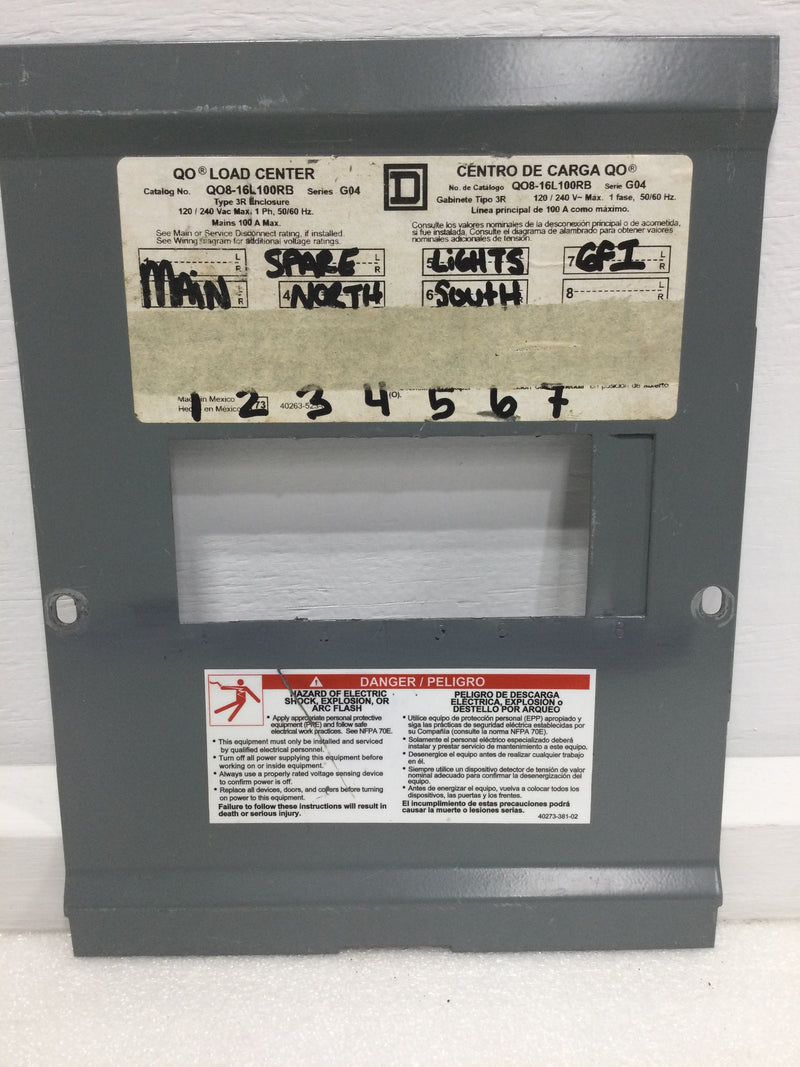 QO® LOAD CENTER
Catalog No. QO8-16L100RB Series G04
Type 3R Enclosure
120 / 240 Vac Max. 1 Ph, 50/60 Hz.
Mains 100 A Max.
See Main or Service Disconnect rating, if installed.
See Wiring diagram for additional voltage ratings.
D
CENTRO DE CARGA QO®
No. de Catálogo QO8-16L100RB Serie G04
Gabinete Tipo 3R 120 / 240 V~ Max. 1 fase, 50/60 Hz.
Línea principal de 100 A como máximo.
Consulte los valores nominales de la desconexión principal o de acometida,
si fue instalada. Consulte el diagrama de alambrado para obtener valores
nominales adicionales de tensión.
L SPARE L 5 LIGHTS L 7 GFI L
R R R R
MAIN L 4 NORTH L 6 SOUTH L 8 L
R R R R
en posición de abierto
(O).
Made in Mexico
Hecho en México 73 40263-523-
1 2 3 4 5 6 7
DANGER / PELIGRO
HAZARD OF ELECTRIC
SHOCK, EXPLOSION, OR
ARC FLASH
• Apply appropriate personal protective
equipment (PPE) and follow safe
electrical work practices. See NFPA 70E.
• This equipment must only be installed and serviced
by qualified electrical personnel.
• Turn off all power supplying this equipment before
working on or inside equipment.
• Always use a properly rated voltage sensing device
to confirm power is off.
• Replace all devices, doors, and covers before turning
on power to this equipment.
Failure to follow these instructions will result in
death or serious injury.
PELIGRO DE DESCARGA
ELÉCTRICA, EXPLOSIÓN o
DESTELLO POR ARQUEO
• Utilice equipo de protección personal (EPP) apropiado y
siga las prácticas de seguridad eléctrica establecidas por
su Compañía (consulte la norma NFPA 70E).
• Solamente el personal eléctrico especializado deberá
instalar y prestar servicio de mantenimiento a este equipo.
• Desenergice el equipo antes de realizar cualquier trabajo
en él.
• Siempre utilice un dispositivo detector de tensión de valor
nominal adecuado para confirmar la desenergización del
equipo.
• Antes de energizar el equipo, vuelva a colocar todos los
dispositivos, las puertas y los frentes.
El incumplimiento de estas precauciones podrá
causar la muerte o lesiones serias.
40273-381-02